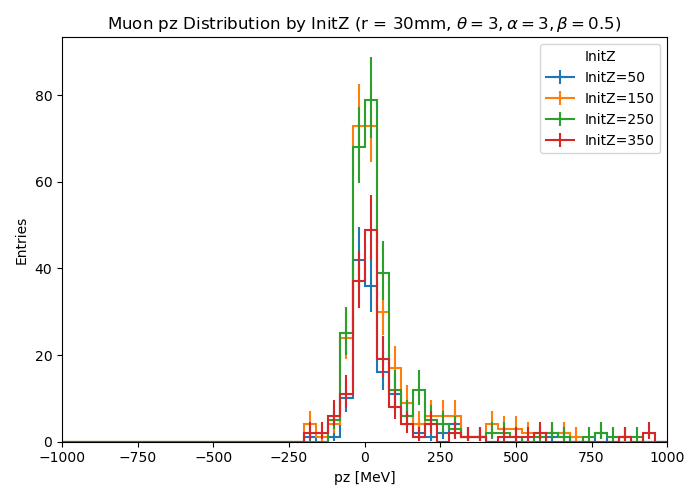 Muon pz Distribution by InitZ (r = 30mm, θ = 3, α = 3, β = 0.5)
InitZ
InitZ=50
InitZ=150
InitZ=250
InitZ=350
Entries
80
60
40
20
0
−1000 −750 −500 −250 0 250 500 750 1000
pz [MeV]